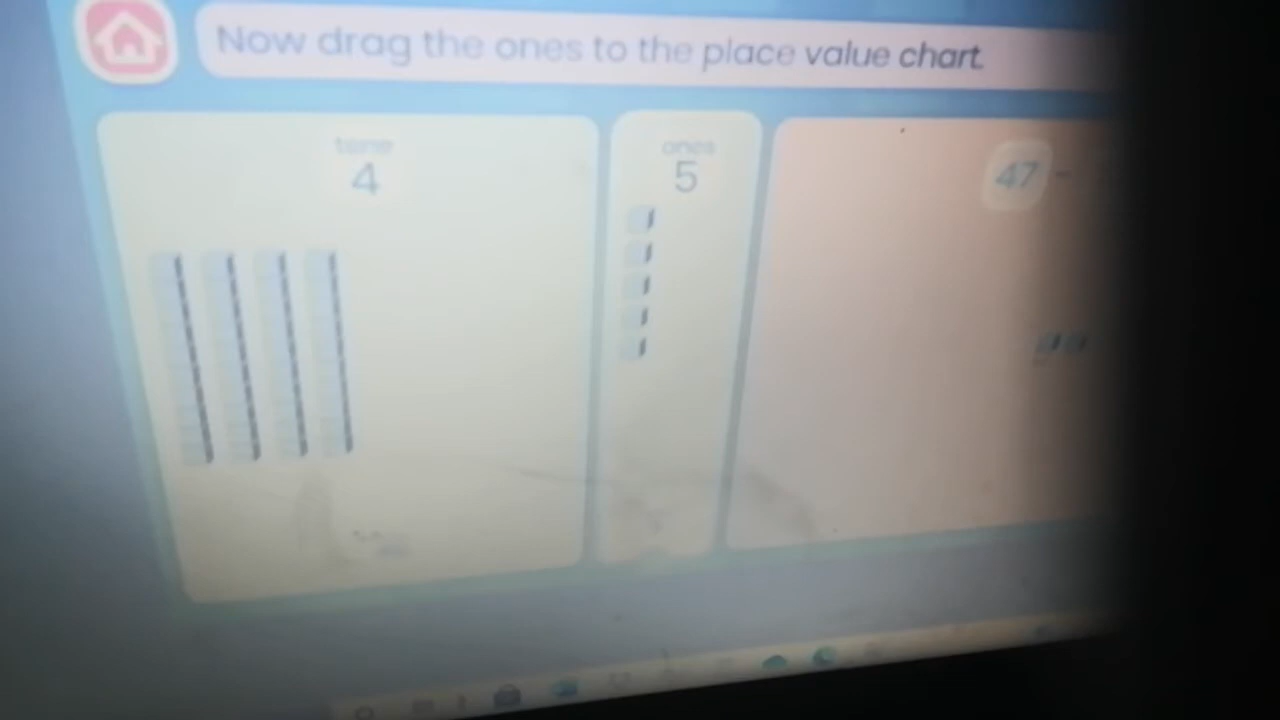 Now drag the ones to the place value chart.
tens
4
ones
5
47 -